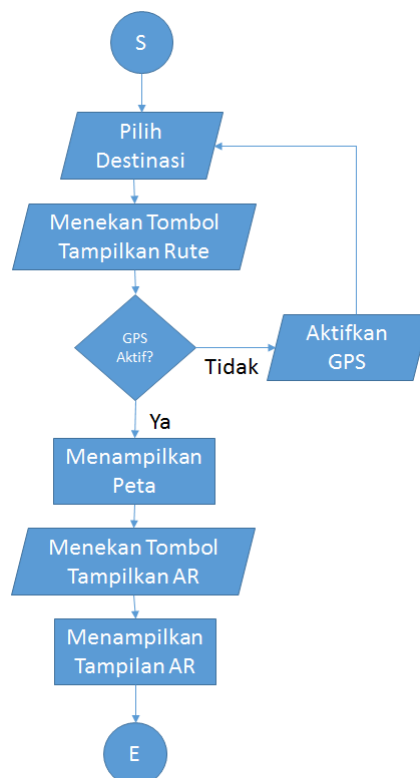 S
Pilih
Destinasi
Menekan Tombol
Tampilkan Rute
GPS
Aktif?
Tidak
Aktifkan
GPS
Ya
Menampilkan
Peta
Menekan Tombol
Tampilkan AR
Menampilkan
Tampilan AR
E